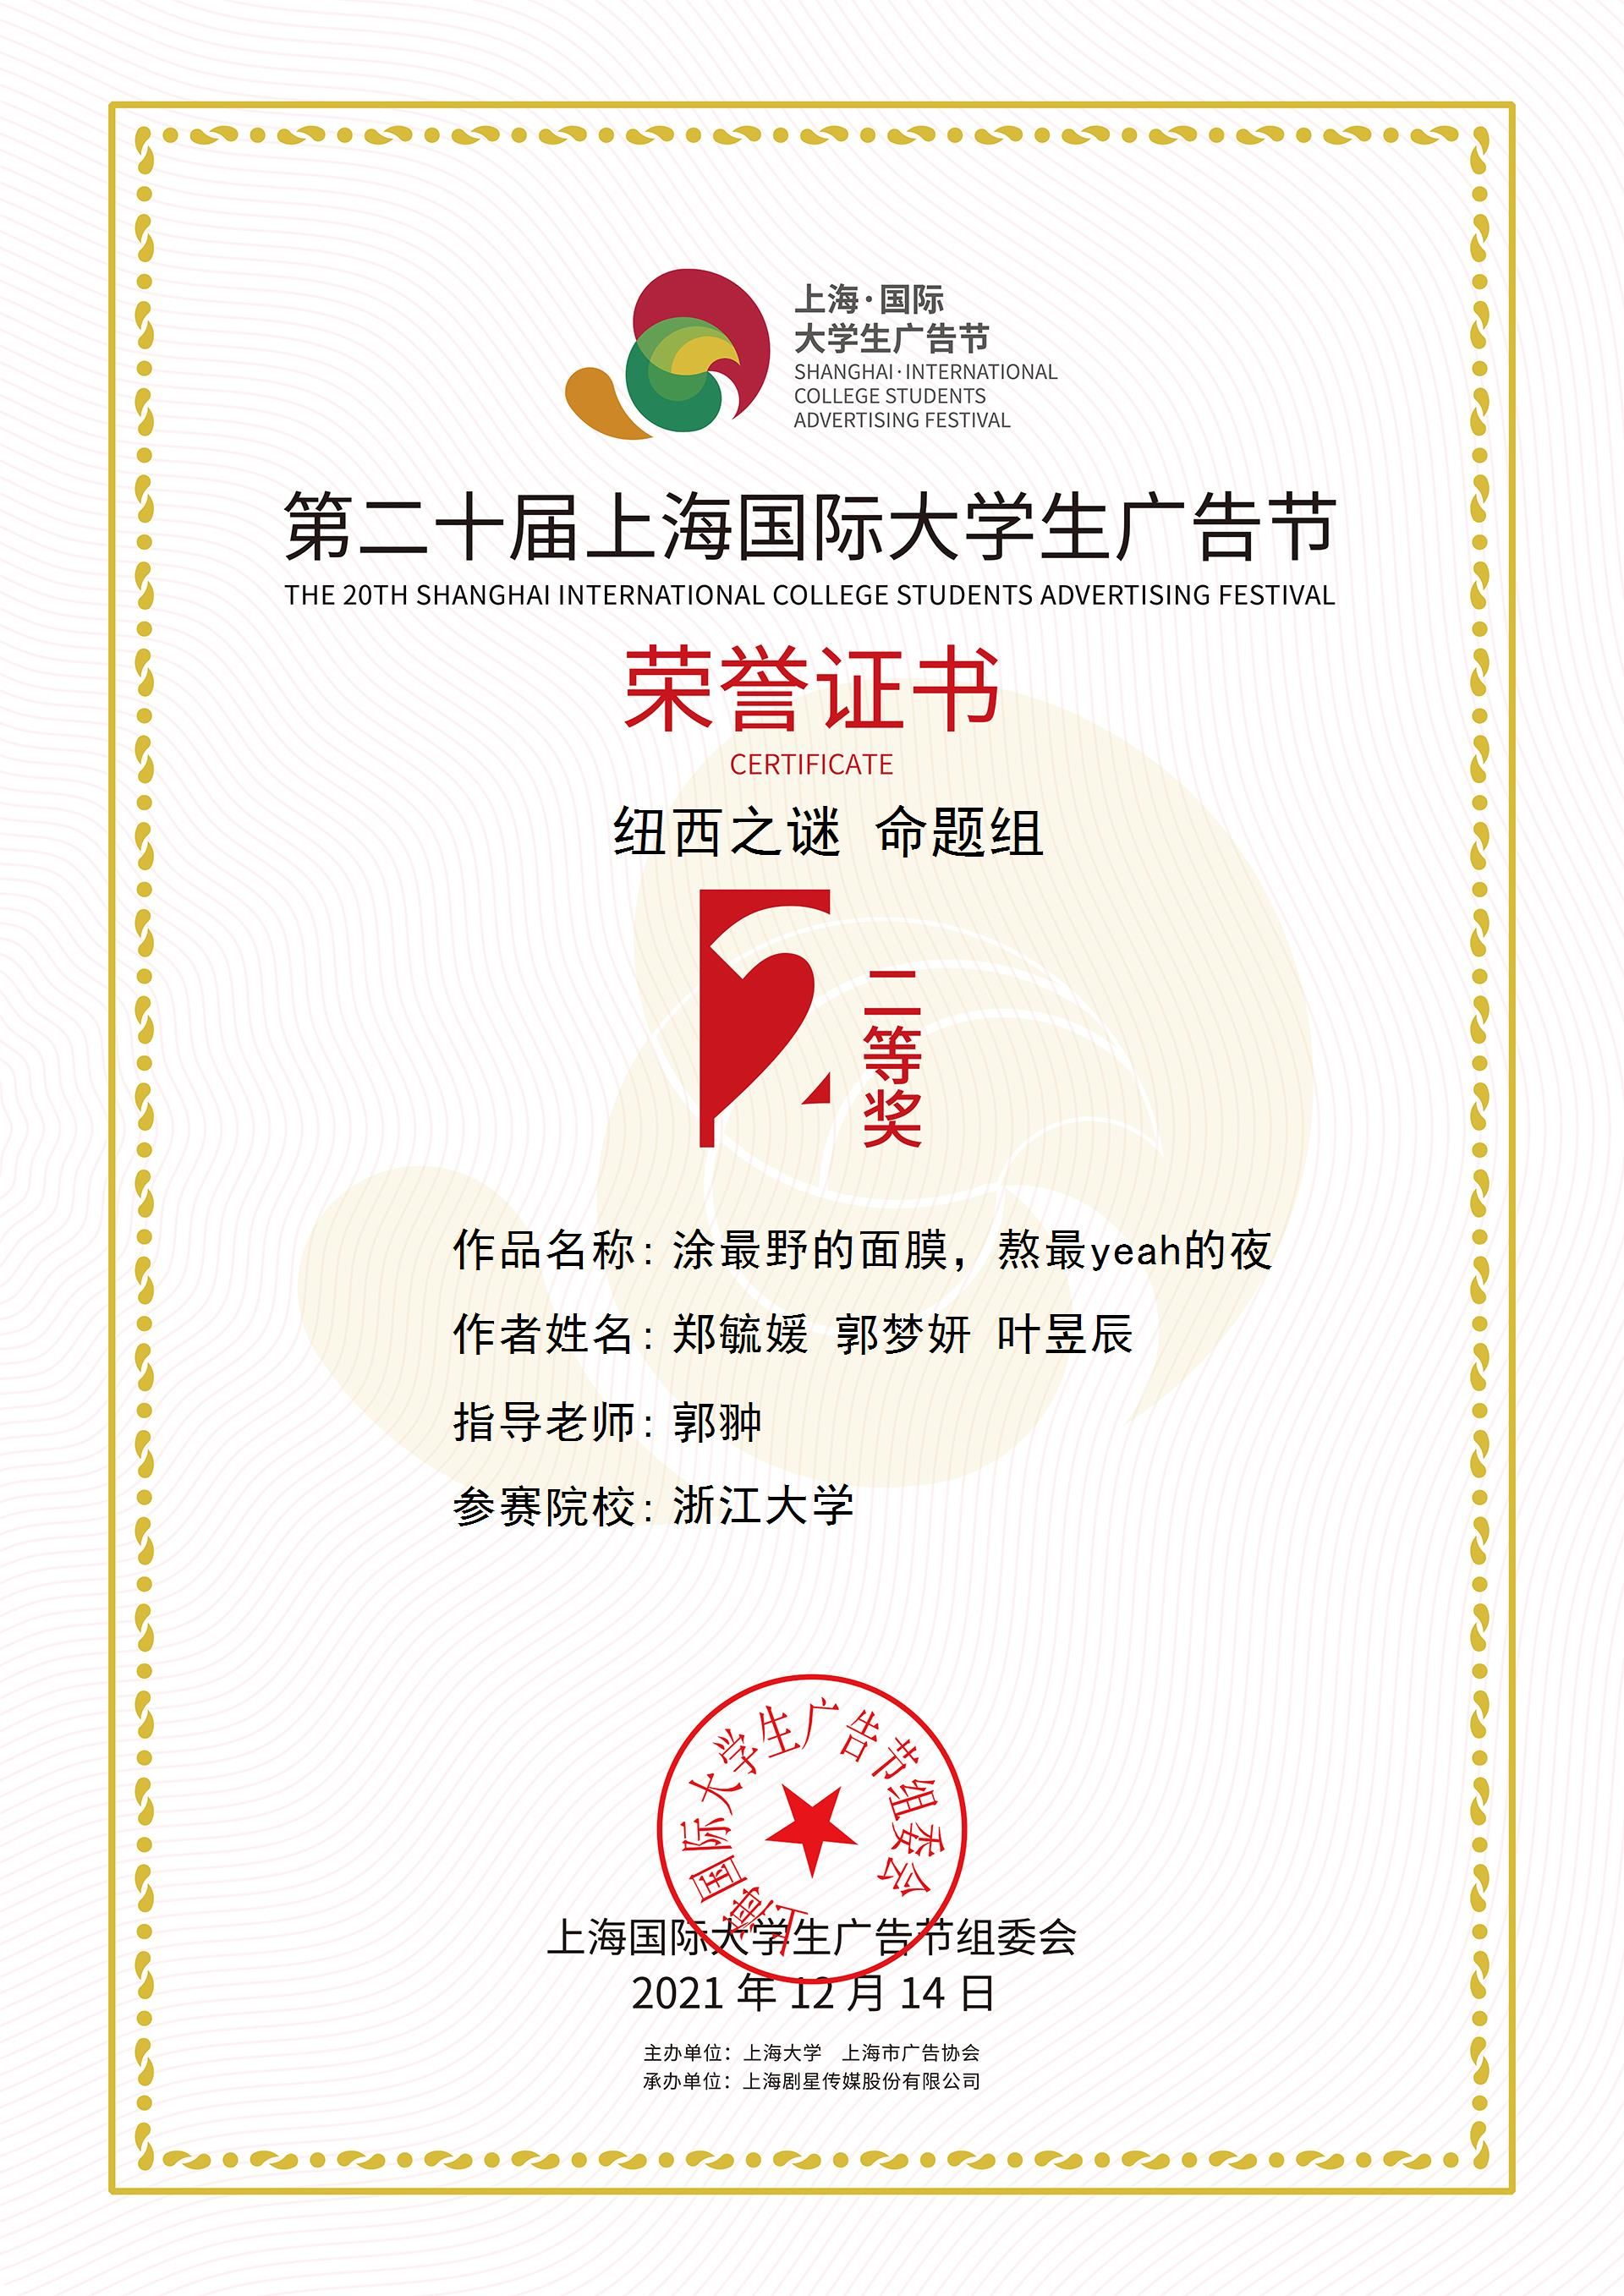 上海·国际
大学生广告节
SHANGHAI·INTERNATIONAL
COLLEGE STUDENTS
ADVERTISING FESTIVAL
第二十届上海国际大学生广告节
THE 20TH SHANGHAI INTERNATIONAL COLLEGE STUDENTS ADVERTISING FESTIVAL
荣誉证书
CERTIFICATE
纽西之谜 命题组
2
二等奖
作品名称：涂最野的面膜，熬最yeah的夜
作者姓名：郑毓媛 郭梦妍 叶昱辰
指导老师：郭翀
参赛院校：浙江大学
上海国际大学生广告节组委会
上海国际大学生广告节组委会
2021 年 12 月 14 日
主办单位：上海大学 上海市广告协会
承办单位：上海剧星传媒股份有限公司